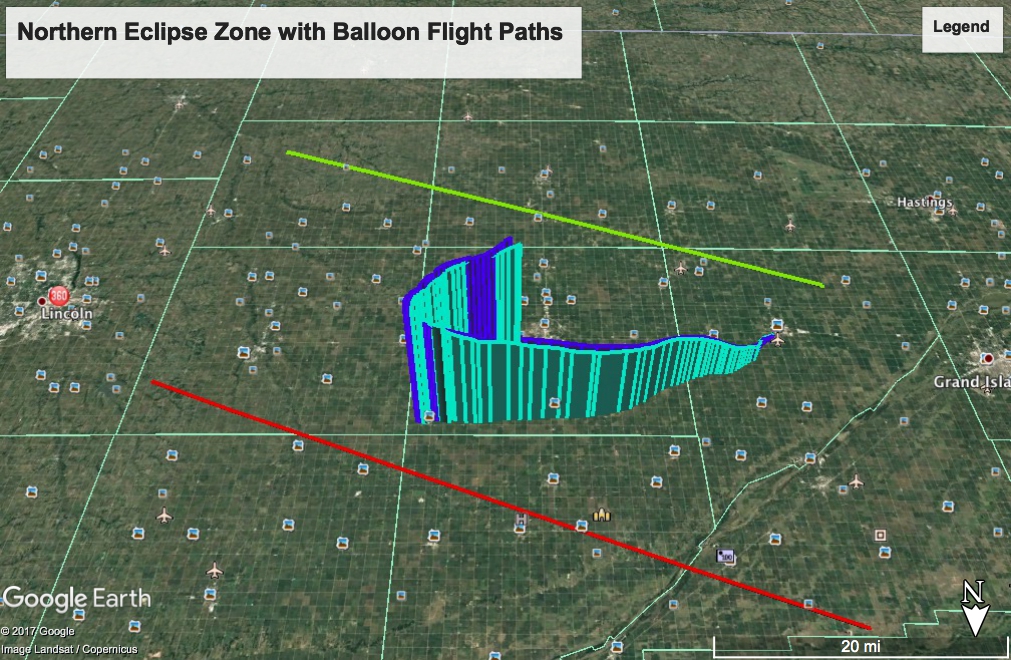 Northern Eclipse Zone with Balloon Flight Paths
Legend
Hastings
360
Lincoln
Grand Isla
100
Google Earth
N
© 2017 Google
Image Landsat / Copernicus
20 mi